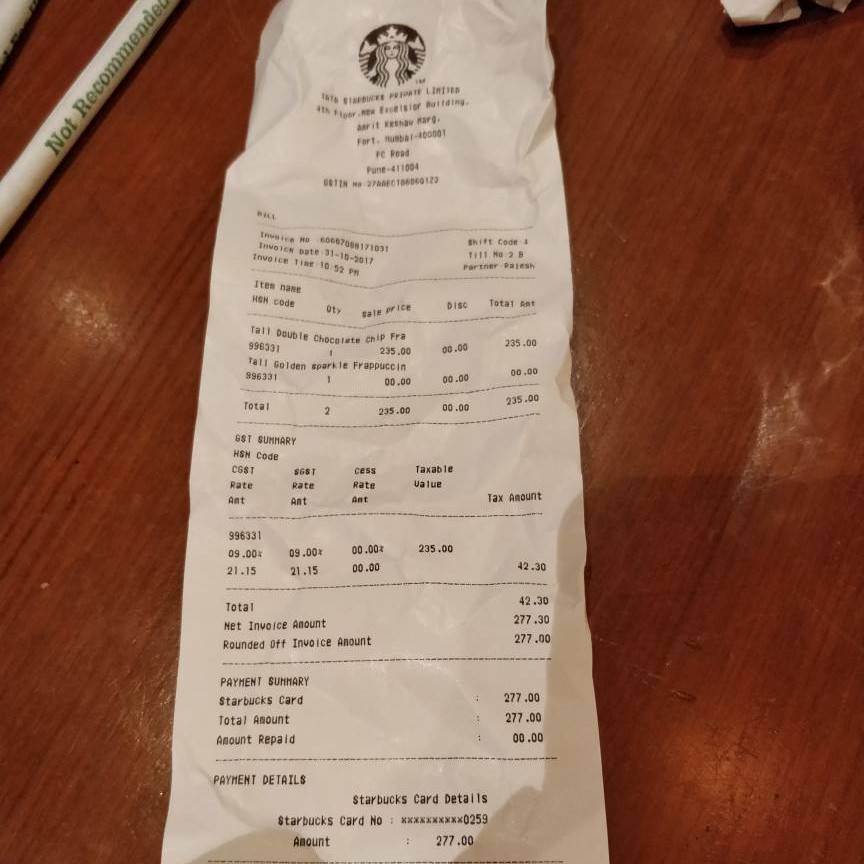 Not Recommended
TATA STARBUCKS PRIVATE LIMITED
4th Floor,New Excelsior Building,
Amrit Keshav Marg,
Fort, Mumbai-400001
FC Road
Pune-411004
GSTIN No
BILL
Invoice No 60607080171031 Shift Code 4
Invoice Date 31-10-2017 Till No 2 B
Invoice Time 10 52 PM Partner
Item name
HSN code Qty Sale price Disc Total Amt
Tall Double Chocolate Chip Fra
996331 1 235.00 00.00 235.00
Tall Golden sparkle Frappuccin
996331 1 00.00 00.00 00.00
Total 2 235.00 00.00 235.00
GST SUMMARY
HSN Code
CGST SGST cess Taxable
Rate Rate Rate Value
Amt Amt Amt Tax Amount
996331
09.00% 09.00% 00.00% 235.00
21.15 21.15 00.00 42.30
Total 42.30
Net Invoice Amount 277.30
Rounded Off Invoice Amount 277.00
PAYMENT SUMMARY
Starbucks Card : 277.00
Total Amount : 277.00
Amount Repaid : 00.00
PAYMENT DETAILS
Starbucks Card Details
Starbucks Card No : xxxxxxxxxx0259
Amount : 277.00